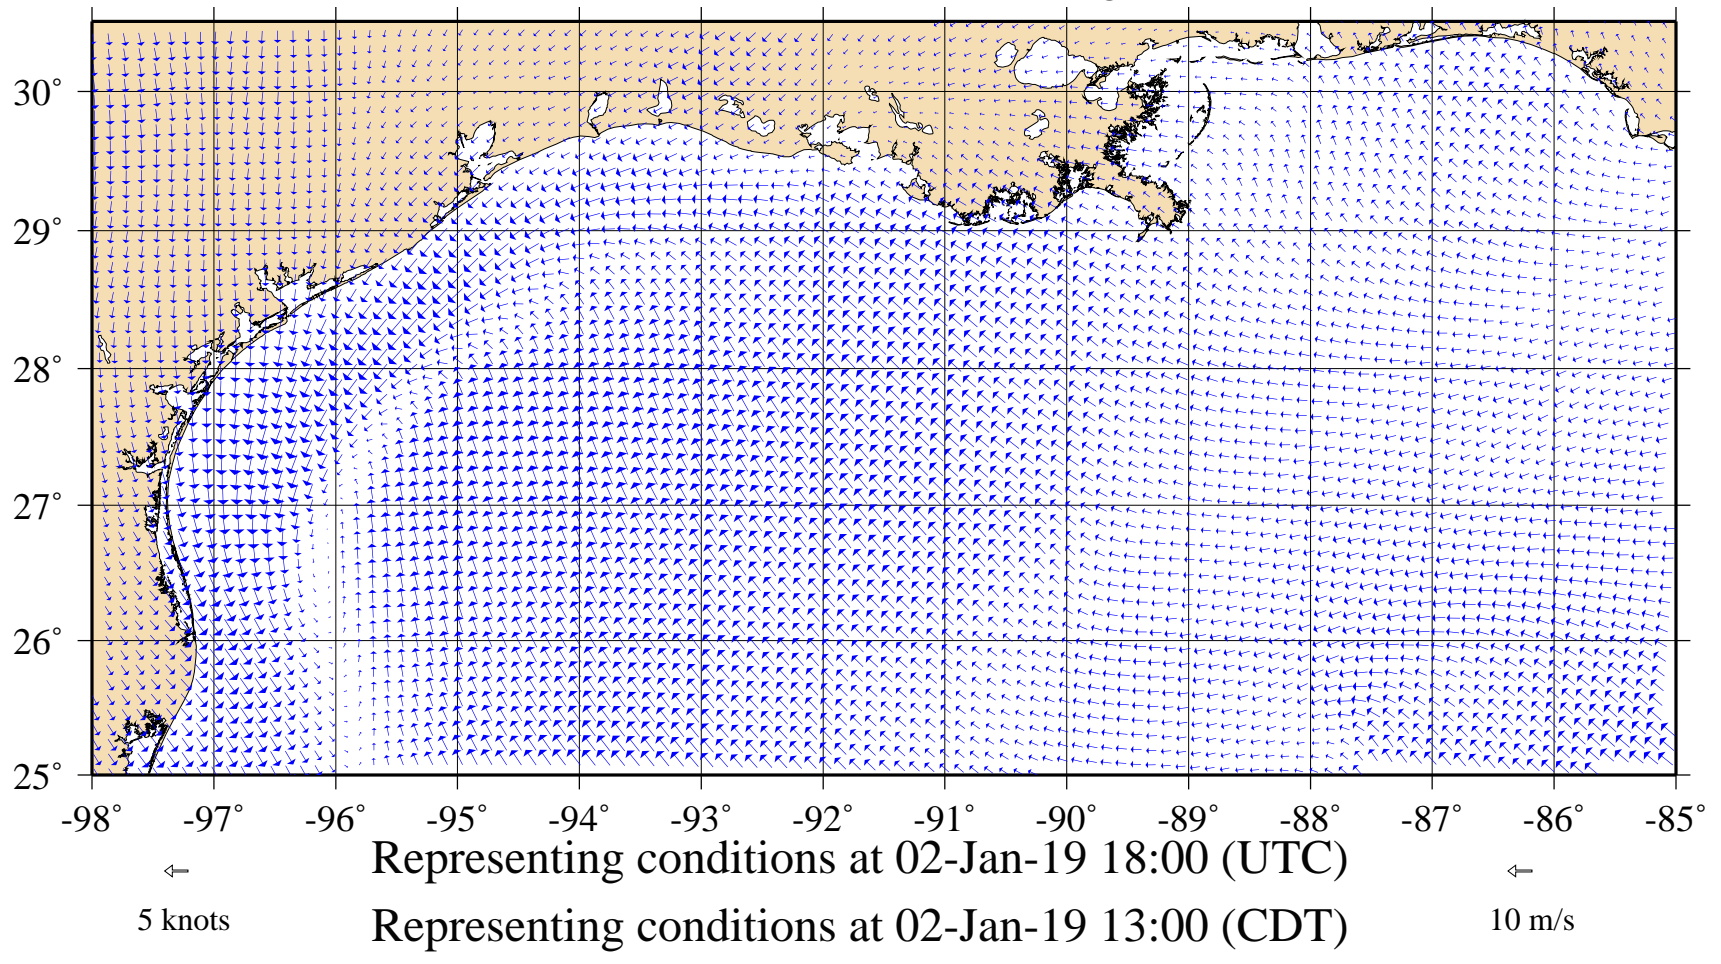 30°
29°
28°
27°
26°
25°
-98° -97° -96° -95° -94° -93° -92° -91° -90° -89° -88° -87° -86° -85°
Representing conditions at 02-Jan-19 18:00 (UTC)
5 knots
10 m/s
Representing conditions at 02-Jan-19 13:00 (CDT)